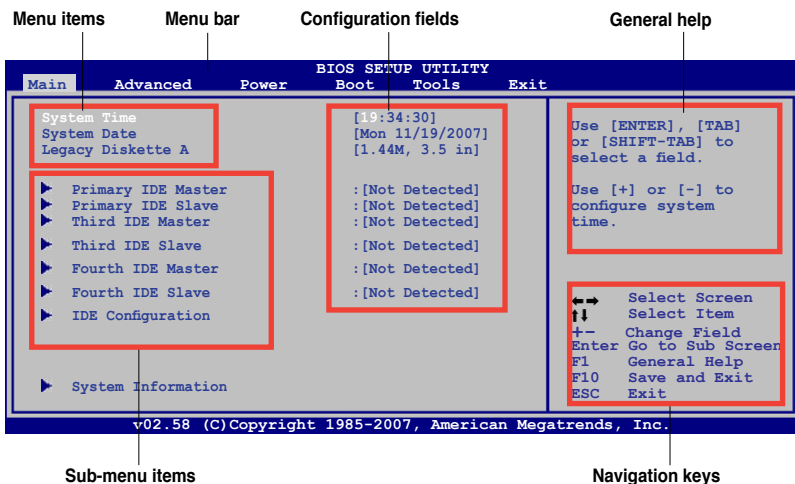 Menu items Menu bar Configuration fields General help
BIOS SETUP UTILITY
Main Advanced Power Boot Tools Exit
System Time [19:34:30]
System Date [Mon 11/19/2007]
Legacy Diskette A [1.44M, 3.5 in]
Primary IDE Master :[Not Detected]
Primary IDE Slave :[Not Detected]
Third IDE Master :[Not Detected]
Third IDE Slave :[Not Detected]
Fourth IDE Master :[Not Detected]
Fourth IDE Slave :[Not Detected]
IDE Configuration
System Information
Use [ENTER], [TAB]
or [SHIFT-TAB] to
select a field.
Use [+] or [-] to
configure system
time.
←→ Select Screen
↑↓ Select Item
+- Change Field
Enter Go to Sub Screen
F1 General Help
F10 Save and Exit
ESC Exit
v02.58 (C)Copyright 1985-2007, American Megatrends, Inc.
Sub-menu items Navigation keys